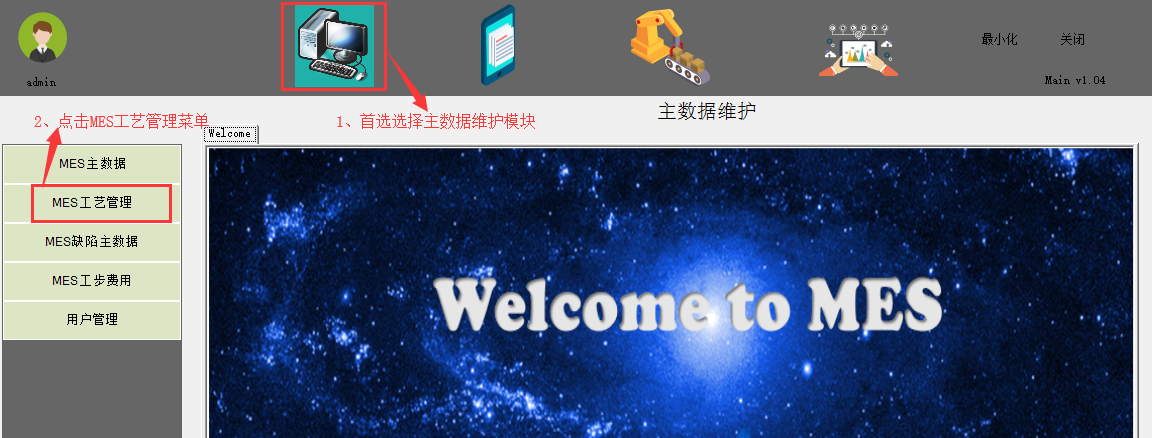 最小化
关闭
admin
Main v1.04
主数据维护
2、点击MES工艺管理菜单
1、首选选择主数据维护模块
Welcome
MES主数据
MES工艺管理
MES缺陷主数据
MES工步费用
用户管理
Welcome to MES